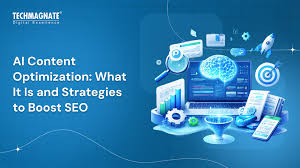 TECHMAGNATE®
Digital Excellence
AI Content
Optimization: What
It Is and Strategies
to Boost SEO